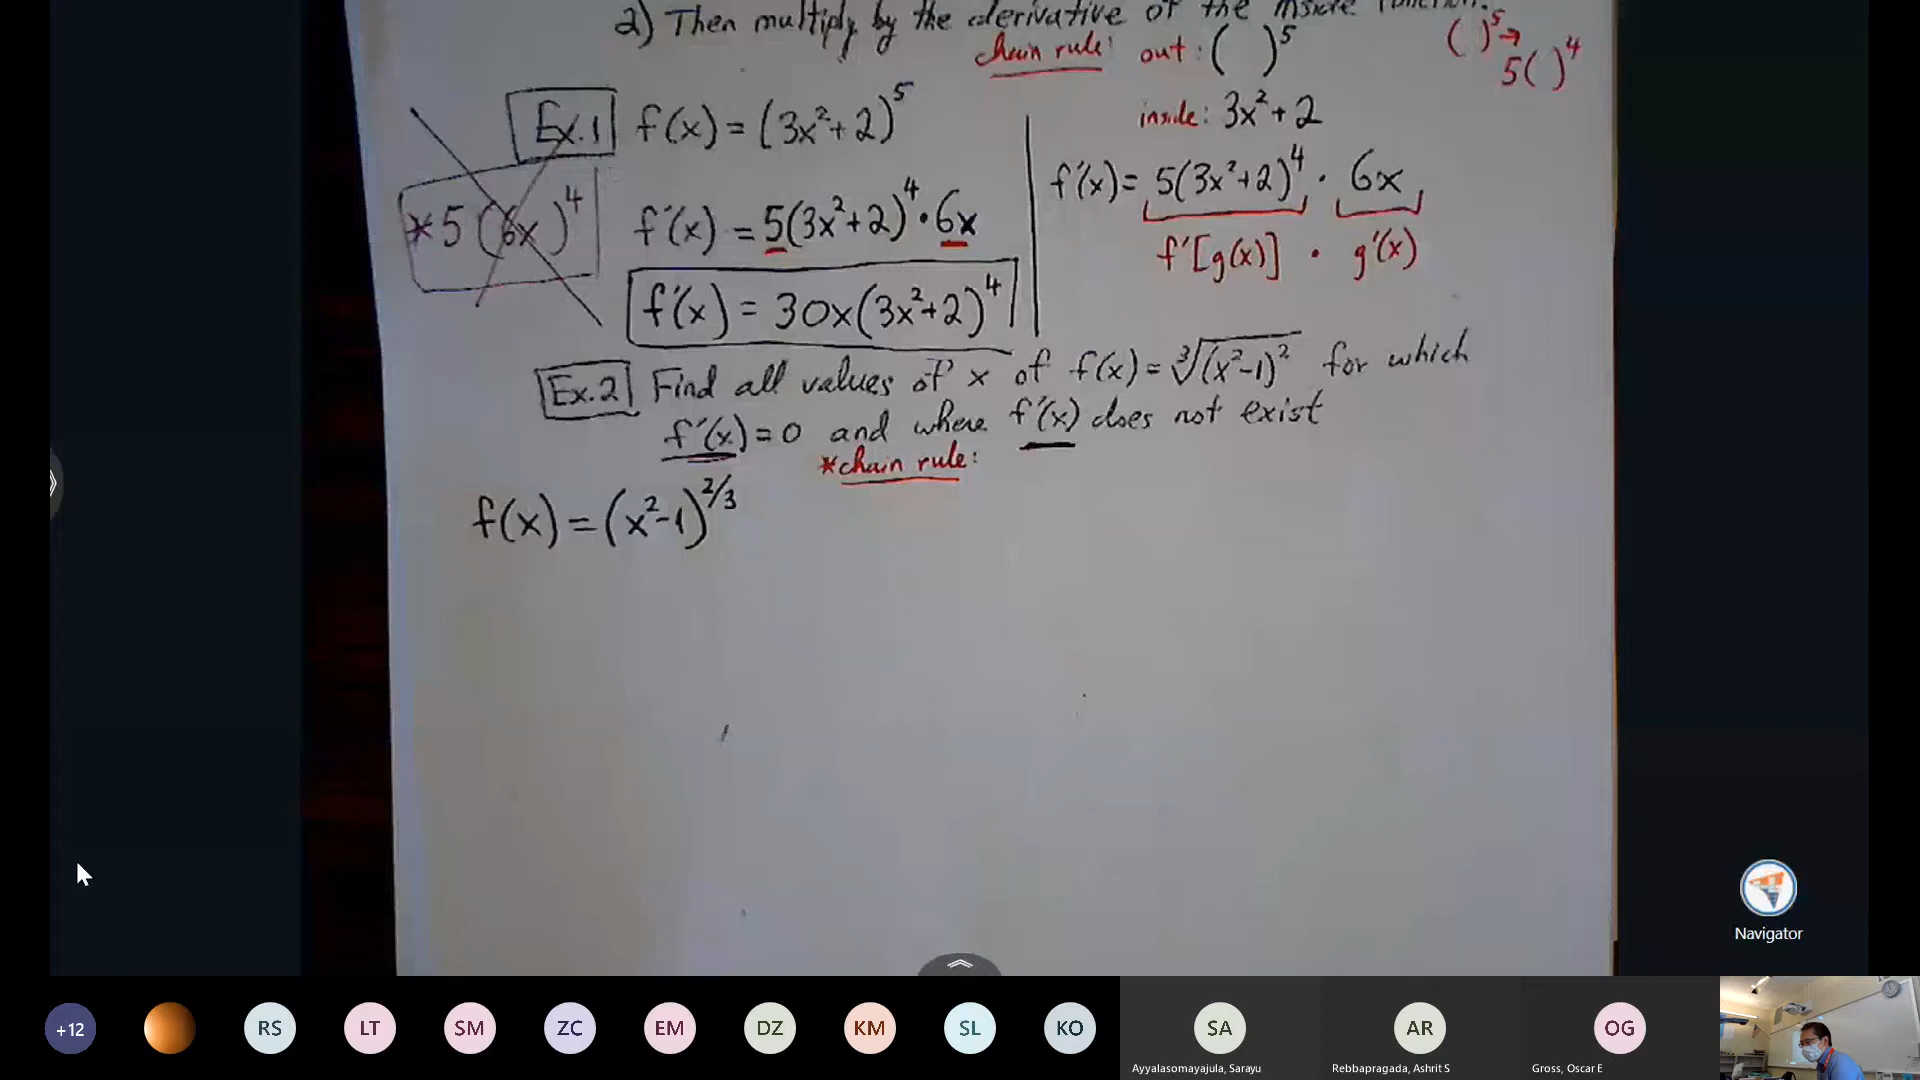 2) Then multiply by the derivative of the inside function.
chain rule: out: ( )⁵
( )⁵→
5( )⁴
Ex.1 f(x) = (3x²+2)⁵
inside: 3x²+2
*5(6x)⁴
f'(x) = 5(3x²+2)⁴·6x
f'(x) = 30x(3x²+2)⁴
f'(x) = 5(3x²+2)⁴ · 6x
f'[g(x)] · g'(x)
Ex.2 Find all values of x of f(x) = ∛(x²-1)² for which
f'(x)=0 and where f'(x) does not exist
*chain rule:
f(x) = (x²-1)^2/3
Navigator
+12 RS LT SM ZC EM DZ KM SL KO SA AR OG
Ayyalasomayajula, Sarayu Rebbapragada, Ashrit S Gross, Oscar E